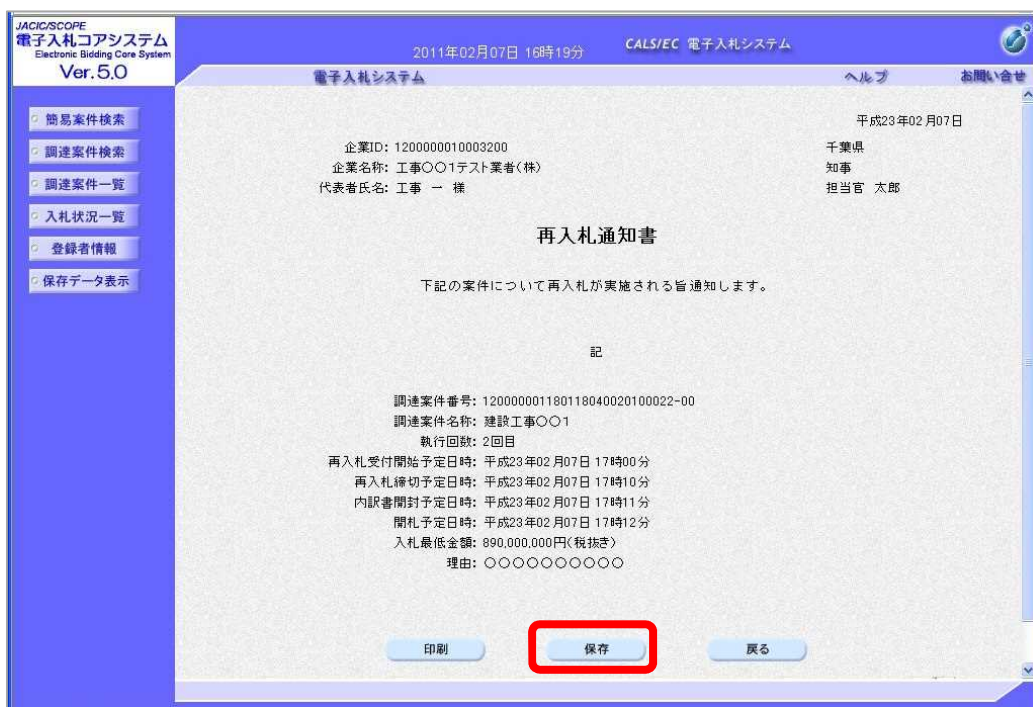 JACIC/SCOPE
電子入札コアシステム
Electronic Bidding Core System
Ver.5.0
2011年02月07日 16時19分
CALS/EC 電子入札システム
電子入札システム
ヘルプ
お問い合せ
簡易案件検索
調達案件検索
調達案件一覧
入札状況一覧
登録者情報
保存データ表示
平成23年02月07日
企業ID: 1200000010003200
千葉県
企業名称: 工事〇〇1テスト業者(株)
知事
代表者氏名: 工事 一 様
担当官 太郎
再入札通知書
下記の案件について再入札が実施される旨通知します。
記
調達案件番号: 1200000011801180400201​00022-00
調達案件名称: 建設工事〇〇1
執行回数: 2回目
再入札受付開始予定日時: 平成23年02月07日 17時00分
再入札締切予定日時: 平成23年02月07日 17時10分
内訳書開封予定日時: 平成23年02月07日 17時11分
開札予定日時: 平成23年02月07日 17時12分
入札最低金額: 890,000,000円(税抜き)
理由: 〇〇〇〇〇〇〇〇〇〇
印刷
保存
戻る